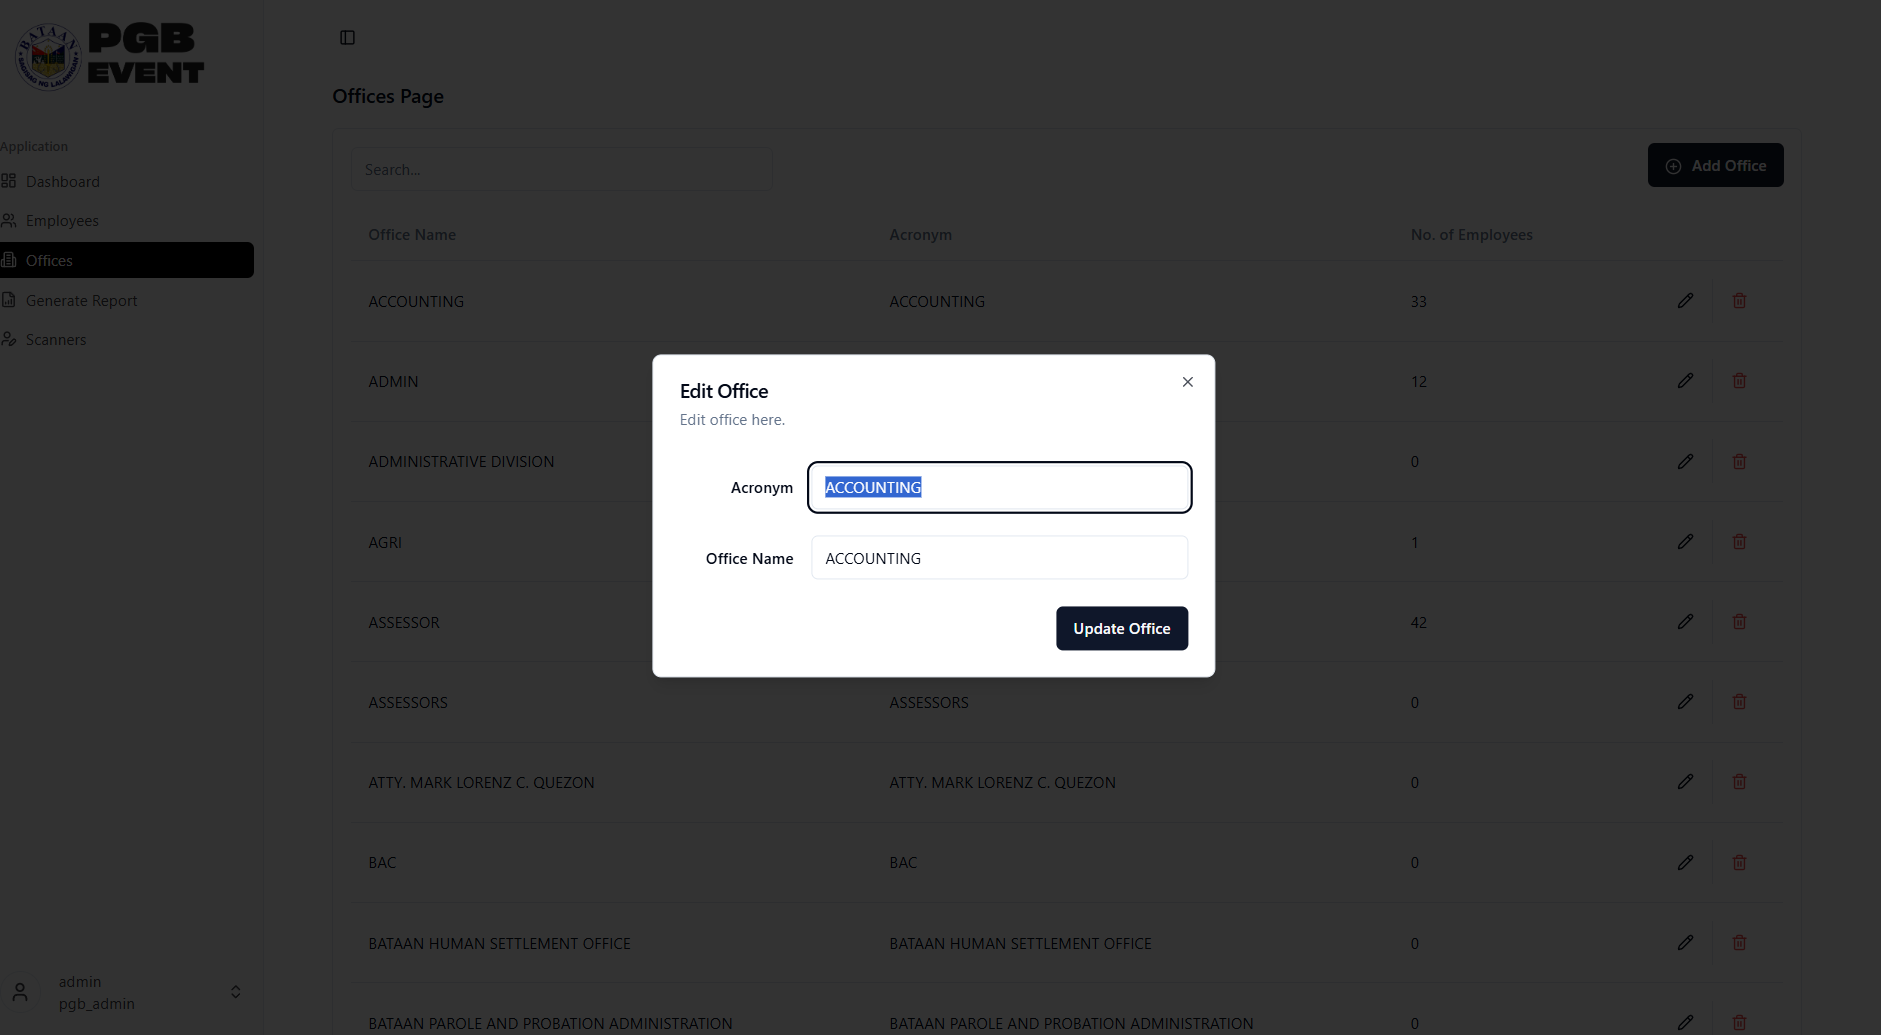 BATAAN
SAGISAG NG LALAWIGAN
PGB
EVENT
Application
Dashboard
Employees
Offices
Generate Report
Scanners
admin
pgb_admin
Offices Page
Search...
Add Office
Office Name Acronym No. of Employees
ACCOUNTING ACCOUNTING 33
ADMIN 12
ADMINISTRATIVE DIVISION 0
AGRI 1
ASSESSOR 42
ASSESSORS ASSESSORS 0
ATTY. MARK LORENZ C. QUEZON ATTY. MARK LORENZ C. QUEZON 0
BAC BAC 0
BATAAN HUMAN SETTLEMENT OFFICE BATAAN HUMAN SETTLEMENT OFFICE 0
BATAAN PAROLE AND PROBATION ADMINISTRATION BATAAN PAROLE AND PROBATION ADMINISTRATION 0
Edit Office
Edit office here.
Acronym ACCOUNTING
Office Name ACCOUNTING
Update Office